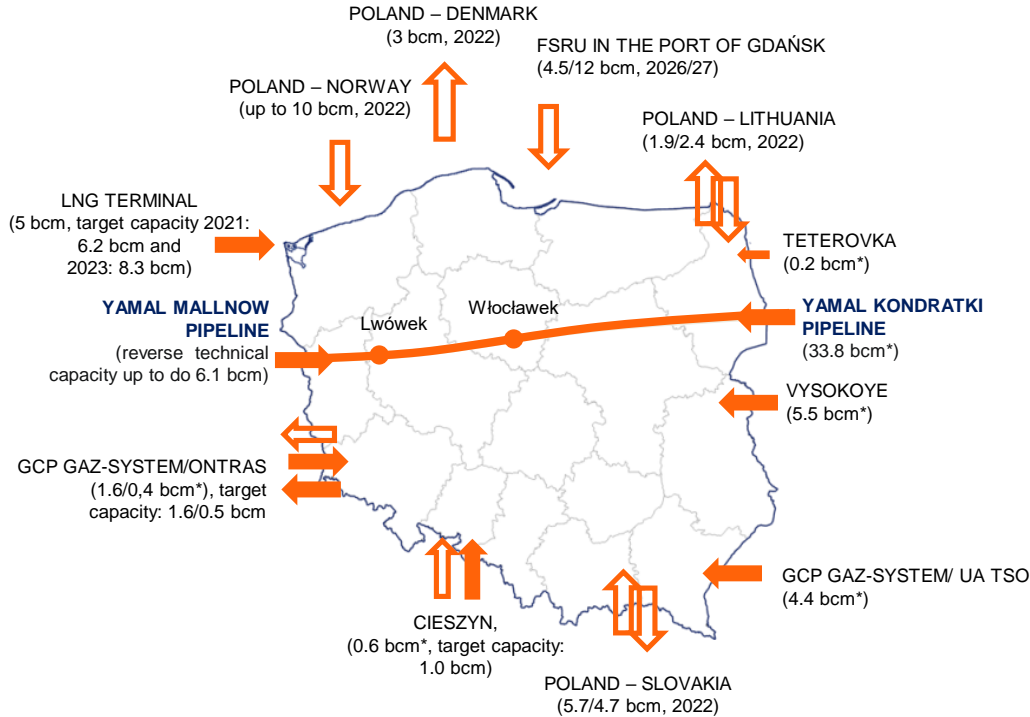 POLAND – DENMARK
(3 bcm, 2022)
FSRU IN THE PORT OF GDAŃSK
(4.5/12 bcm, 2026/27)
POLAND – NORWAY
(up to 10 bcm, 2022)
POLAND – LITHUANIA
(1.9/2.4 bcm, 2022)
LNG TERMINAL
(5 bcm, target capacity 2021:
6.2 bcm and
2023: 8.3 bcm)
TETEROVKA
(0.2 bcm*)
YAMAL MALLNOW
PIPELINE
(reverse technical
capacity up to do 6.1 bcm)
Lwówek
Włocławek
YAMAL KONDRATKI
PIPELINE
(33.8 bcm*)
VYSOKOYE
(5.5 bcm*)
GCP GAZ-SYSTEM/ONTRAS
(1.6/0,4 bcm*), target
capacity: 1.6/0.5 bcm
GCP GAZ-SYSTEM/ UA TSO
(4.4 bcm*)
CIESZYN,
(0.6 bcm*, target capacity:
1.0 bcm)
POLAND – SLOVAKIA
(5.7/4.7 bcm, 2022)